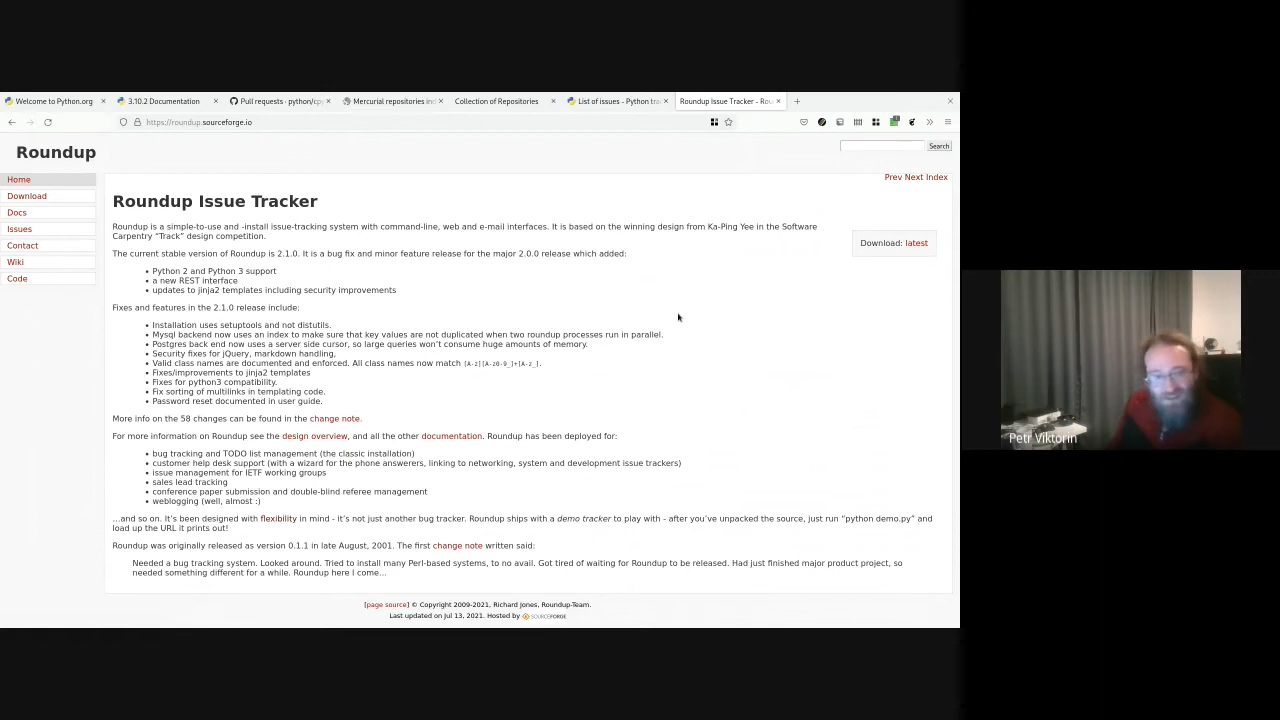 Welcome to Python.org
3.10.2 Documentation
Pull requests · python/cpy
Mercurial repositories ind
Collection of Repositories
List of issues - Python tra
Roundup Issue Tracker - Rou
https://roundup.sourceforge.io
Roundup
Search
Home
Download
Docs
Issues
Contact
Wiki
Code
Prev Next Index
Roundup Issue Tracker
Roundup is a simple-to-use and -install issue-tracking system with command-line, web and e-mail interfaces. It is based on the winning design from Ka-Ping Yee in the Software
Carpentry “Track” design competition.
Download: latest
The current stable version of Roundup is 2.1.0. It is a bug fix and minor feature release for the major 2.0.0 release which added:
• Python 2 and Python 3 support
• a new REST interface
• updates to jinja2 templates including security improvements
Fixes and features in the 2.1.0 release include:
• Installation uses setuptools and not distutils.
• Mysql backend now uses an index to make sure that key values are not duplicated when two roundup processes run in parallel.
• Postgres back end now uses a server side cursor, so large queries won’t consume huge amounts of memory.
• Security fixes for jQuery, markdown handling,
• Valid class names are documented and enforced. All class names now match [A-z][A-z0-9_]+[A-z_].
• Fixes/improvements to jinja2 templates
• Fixes for python3 compatibility.
• Fix sorting of multilinks in templating code.
• Password reset documented in user guide.
More info on the 58 changes can be found in the change note.
For more information on Roundup see the design overview, and all the other documentation. Roundup has been deployed for:
• bug tracking and TODO list management (the classic installation)
• customer help desk support (with a wizard for the phone answerers, linking to networking, system and development issue trackers)
• issue management for IETF working groups
• sales lead tracking
• conference paper submission and double-blind referee management
• weblogging (well, almost :)
…and so on. It’s been designed with flexibility in mind - it’s not just another bug tracker. Roundup ships with a demo tracker to play with - after you’ve unpacked the source, just run “python demo.py” and
load up the URL it prints out!
Roundup was originally released as version 0.1.1 in late August, 2001. The first change note written said:
Needed a bug tracking system. Looked around. Tried to install many Perl-based systems, to no avail. Got tired of waiting for Roundup to be released. Had just finished major product project, so
needed something different for a while. Roundup here I come…
[page source] © Copyright 2009-2021, Richard Jones, Roundup-Team.
Last updated on Jul 13, 2021. Hosted by SOURCEFORGE
Petr Viktorin